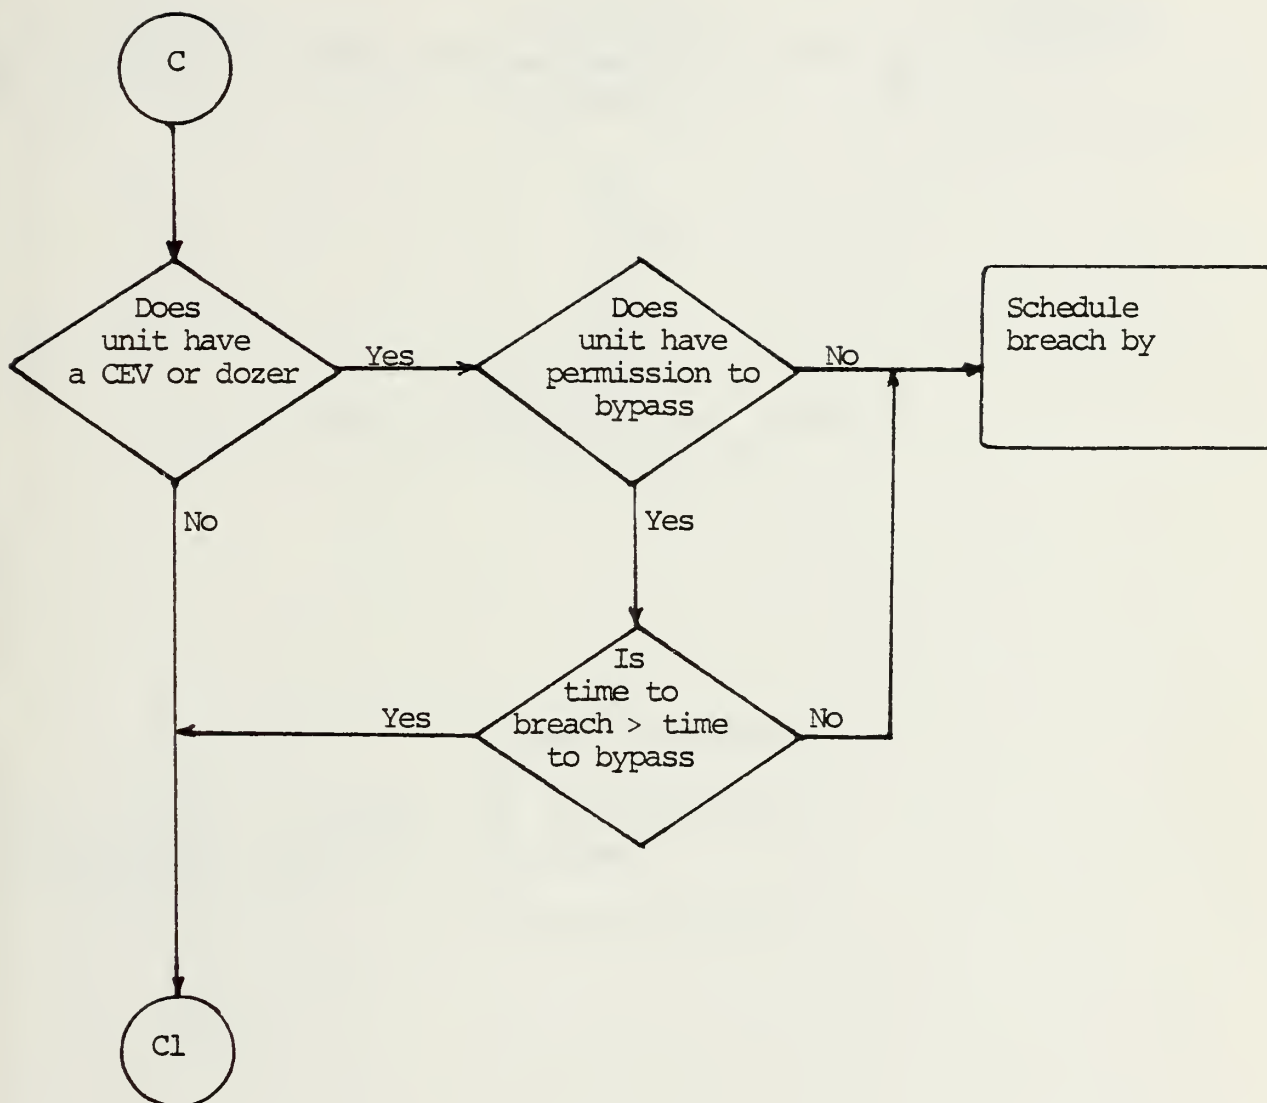 C
Does
unit have
a CEV or dozer
Yes
Does
unit have
permission to
bypass
No
Schedule
breach by
No
Yes
Is
time to
breach > time
to bypass
Yes
No
C1